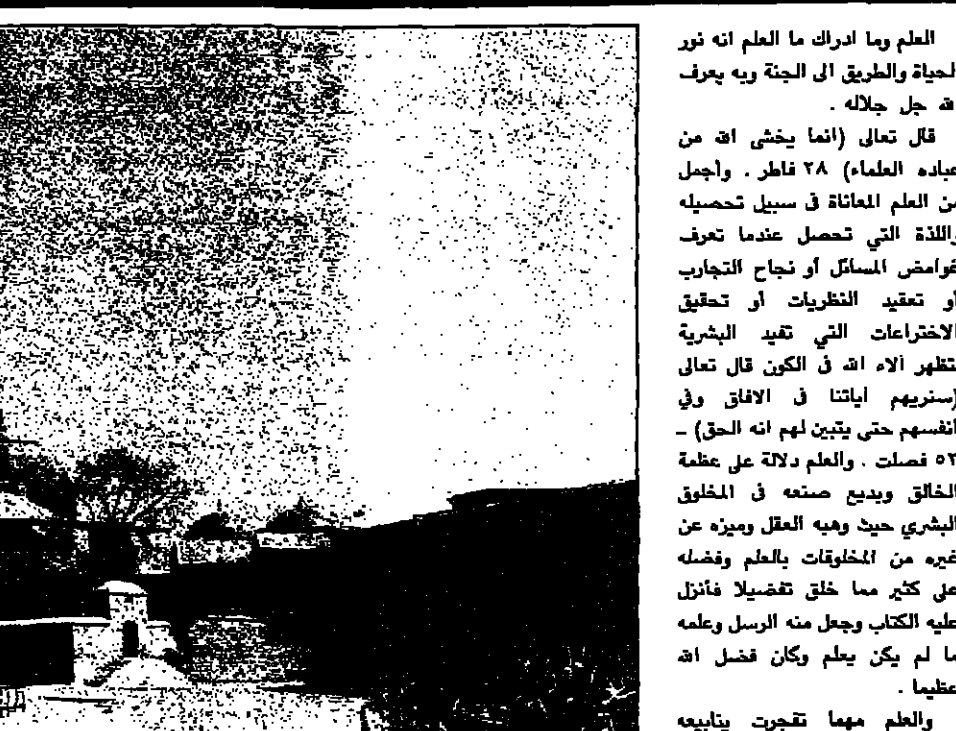 العلم وما ادراك ما العلم انه نور
الحياة والطريق الى الجنة وبه يعرف
الله جل جلاله .
قال تعالى (انما يخشى الله من
عباده العلماء) ٢٨ فاطر . وأجمل
من العلم المعاناة في سبيل تحصيله
واللذة التي تحصل عندما تعرف
غوامض المسائل أو نجاح التجارب
أو تعقيد النظريات أو تحقيق
الاختراعات التي تفيد البشرية
لتظهر آلاء الله في الكون قال تعالى
(سنريهم اياتنا في الافاق وفي
أنفسهم حتى يتبين لهم انه الحق) ـ
٥٣ فصلت . والعلم دلالة على عظمة
الخالق وبديع صنعه في المخلوق
البشري حيث وهبه العقل وميزه عن
غيره من المخلوقات بالعلم وفضله
على كثير مما خلق تفضيلا فأنزل
عليه الكتاب وجعل منه الرسل وعلمه
ما لم يكن يعلم وكان فضل الله
عظيما .
والعلم مهما تفجرت ينابيعه